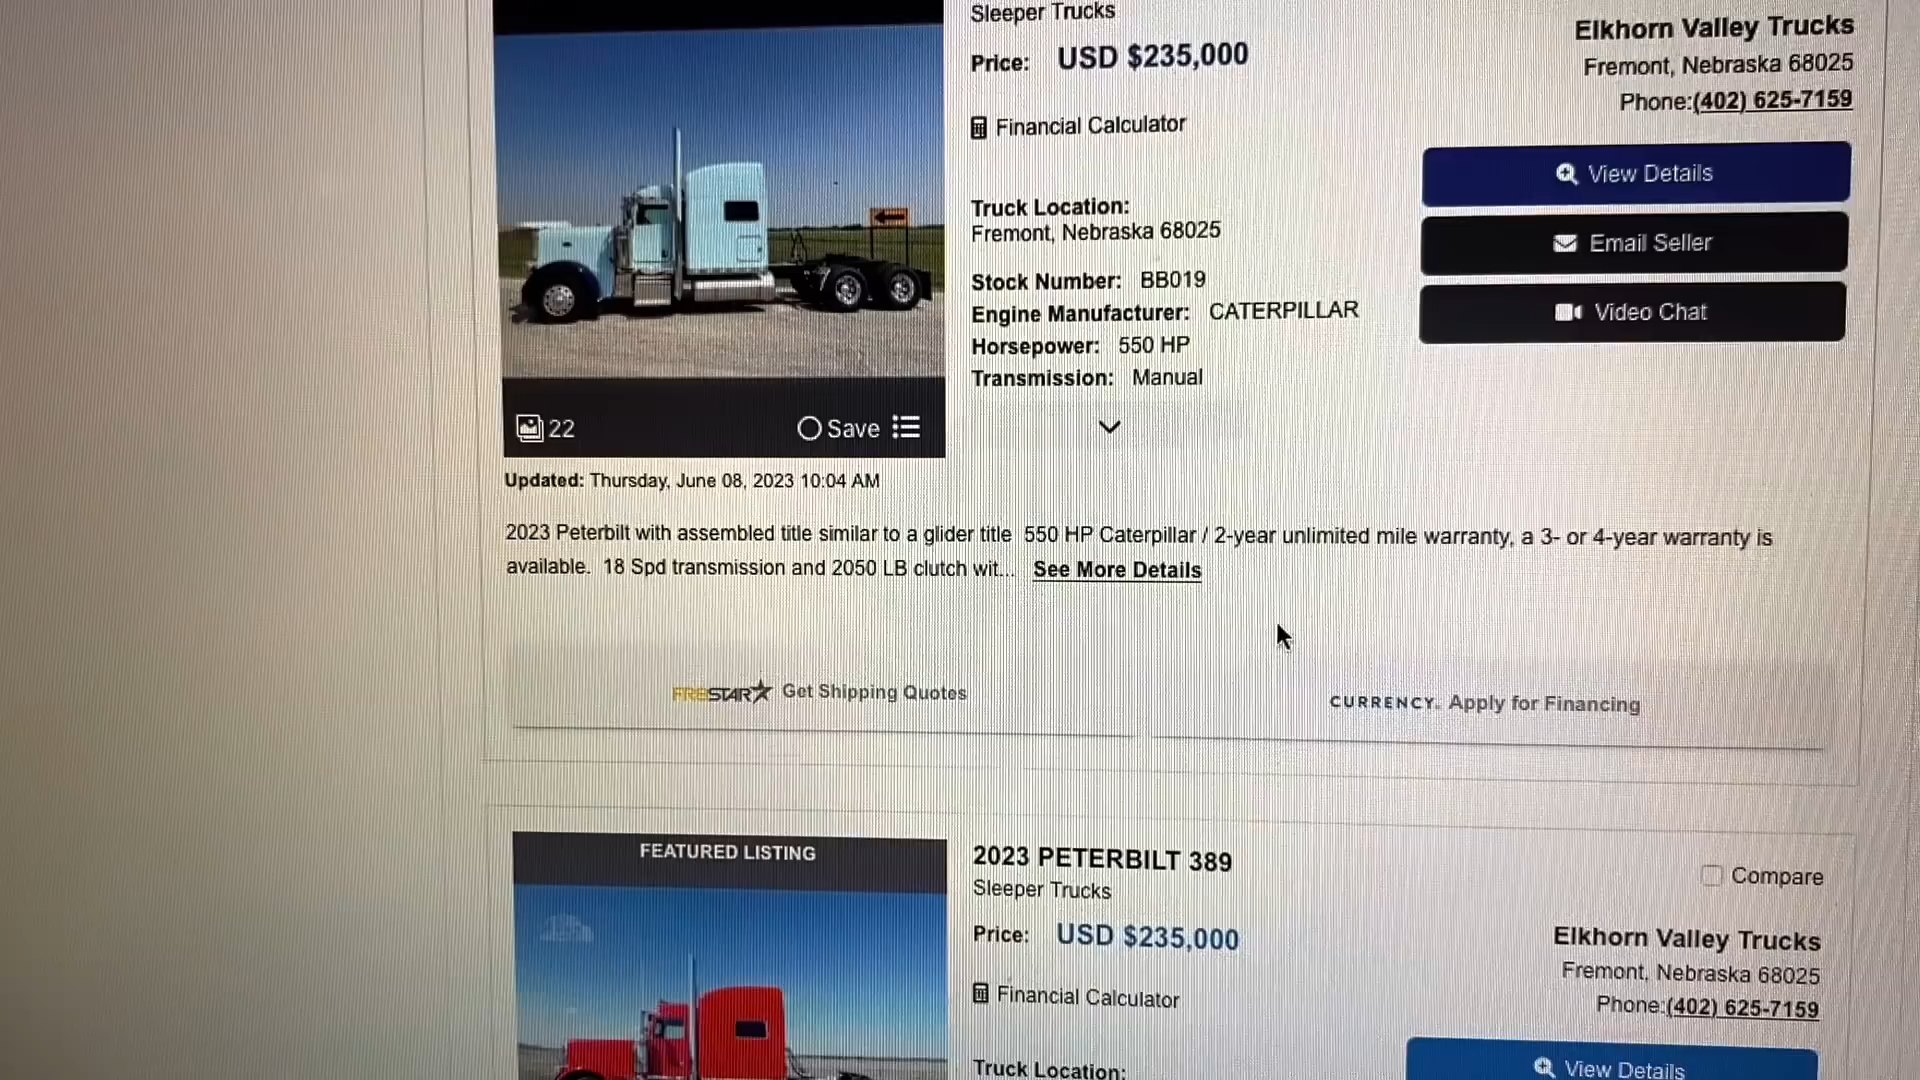 Sleeper Trucks
Price: USD $235,000
Financial Calculator
Truck Location:
Fremont, Nebraska 68025
Stock Number: BB019
Engine Manufacturer: CATERPILLAR
Horsepower: 550 HP
Transmission: Manual
Elkhorn Valley Trucks
Fremont, Nebraska 68025
Phone:(402) 625-7159
View Details
Email Seller
Video Chat
22
Save
Updated: Thursday, June 08, 2023 10:04 AM
2023 Peterbilt with assembled title similar to a glider title 550 HP Caterpillar / 2-year unlimited mile warranty, a 3- or 4-year warranty is
available. 18 Spd transmission and 2050 LB clutch wit... See More Details
FR8STAR Get Shipping Quotes
CURRENCY. Apply for Financing
FEATURED LISTING
2023 PETERBILT 389
Sleeper Trucks
Price: USD $235,000
Financial Calculator
Truck Location:
Compare
Elkhorn Valley Trucks
Fremont, Nebraska 68025
Phone:(402) 625-7159
View Details